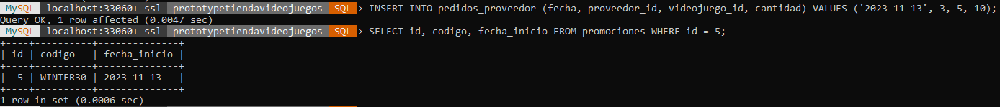 MySQL localhost:33060+ ssl prototypetiendavideojuegos SQL > INSERT INTO pedidos_proveedor (fecha, proveedor_id, videojuego_id, cantidad) VALUES ('2023-11-13', 3, 5, 10);
Query OK, 1 row affected (0.0047 sec)
MySQL localhost:33060+ ssl prototypetiendavideojuegos SQL > SELECT id, codigo, fecha_inicio FROM promociones WHERE id = 5;
+----+----------+--------------+
| id | codigo   | fecha_inicio |
+----+----------+--------------+
|  5 | WINTER30 | 2023-11-13   |
+----+----------+--------------+
1 row in set (0.0006 sec)